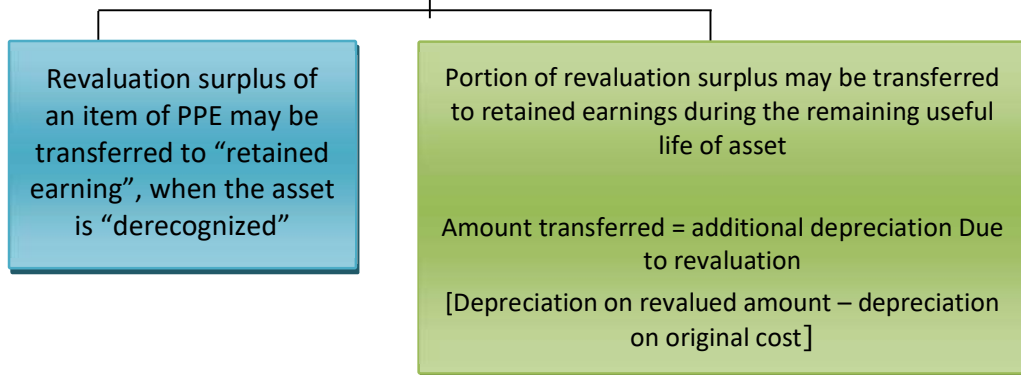 Revaluation surplus of
an item of PPE may be
transferred to “retained
earning”, when the asset
is “derecognized”
Portion of revaluation surplus may be transferred
to retained earnings during the remaining useful
life of asset
Amount transferred = additional depreciation Due
to revaluation
[Depreciation on revalued amount – depreciation
on original cost]